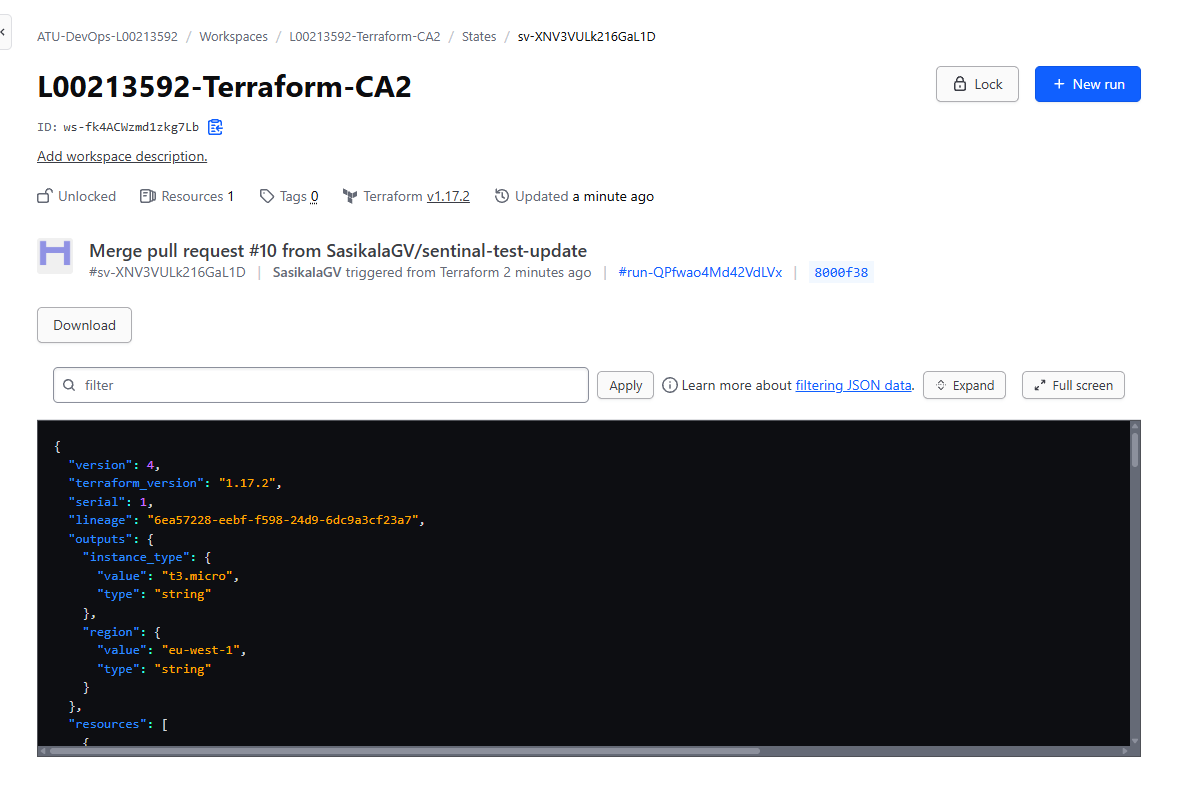 ATU-DevOps-L00213592 / Workspaces / L00213592-Terraform-CA2 / States / sv-XNV3VULk216GaL1D
L00213592-Terraform-CA2
Lock
+ New run
ID: ws-fk4ACWzmd1zkg7Lb
Add workspace description.
Unlocked Resources 1 Tags 0 Terraform v1.17.2 Updated a minute ago
Merge pull request #10 from SasikalaGV/sentinal-test-update
#sv-XNV3VULk216GaL1D | SasikalaGV triggered from Terraform 2 minutes ago | #run-QPfwao4Md42VdLVx | 8000f38
Download
filter Apply Learn more about filtering JSON data. Expand Full screen
{
"version": 4,
"terraform_version": "1.17.2",
"serial": 1,
"lineage": "6ea57228-eebf-f598-24d9-6dc9a3cf23a7",
"outputs": {
"instance_type": {
"value": "t3.micro",
"type": "string"
},
"region": {
"value": "eu-west-1",
"type": "string"
}
},
"resources": [
{